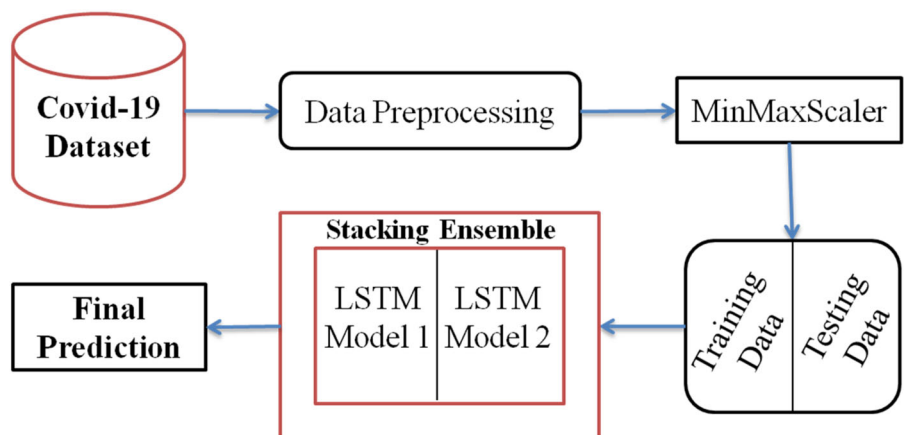 Covid-19
Dataset
Data Preprocessing
MinMaxScaler
Training
Data
Testing
Data
Stacking Ensemble
LSTM
Model 1
LSTM
Model 2
Final
Prediction